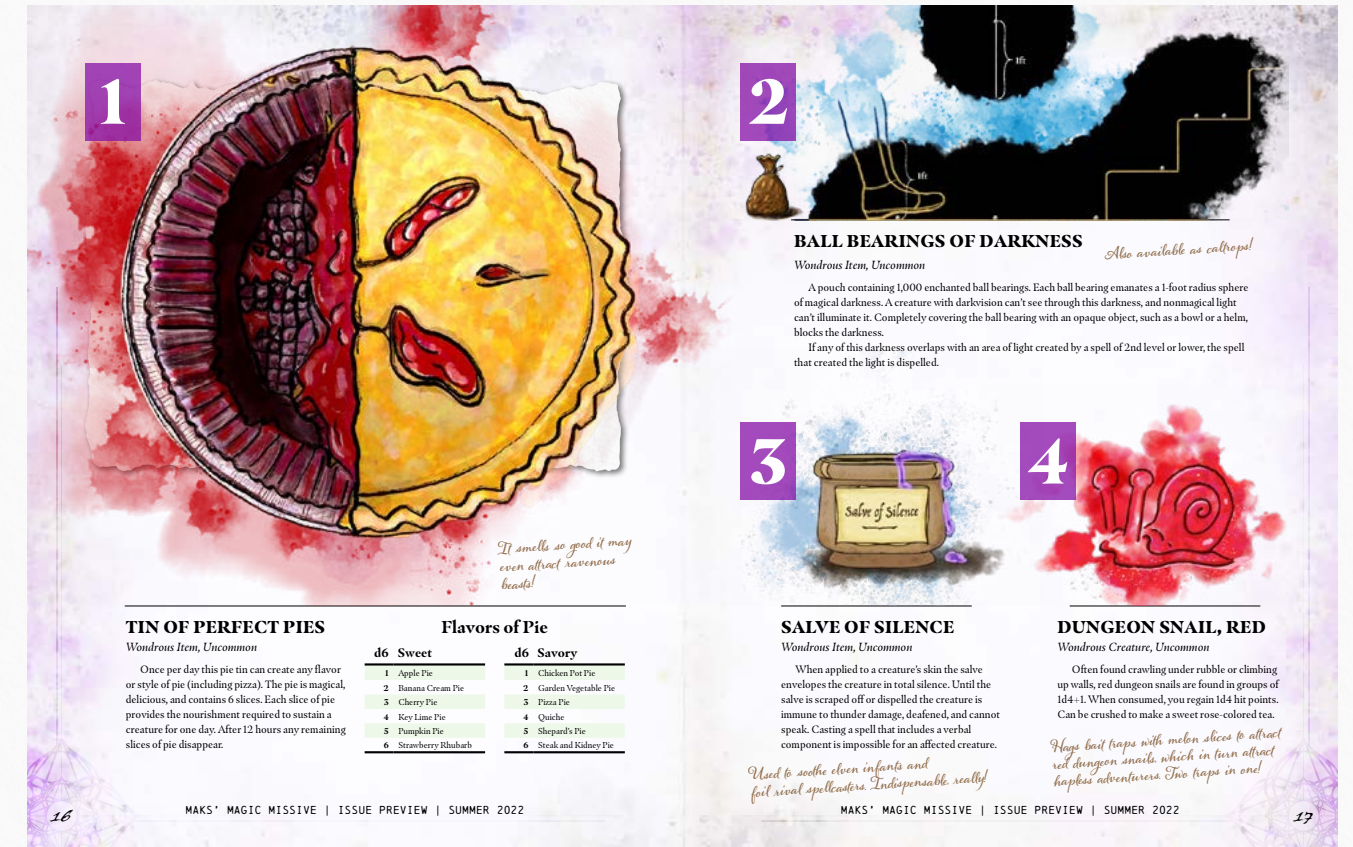 1
It smells so good it may
even attract ravenous
beasts!
TIN OF PERFECT PIES
Wondrous Item, Uncommon
Once per day this pie tin can create any flavor
or style of pie (including pizza). The pie is magical,
delicious, and contains 6 slices. Each slice of pie
provides the nourishment required to sustain a
creature for one day. After 12 hours any remaining
slices of pie disappear.
Flavors of Pie
d6 Sweet
1 Apple Pie
2 Banana Cream Pie
3 Cherry Pie
4 Key Lime Pie
5 Pumpkin Pie
6 Strawberry Rhubarb
d6 Savory
1 Chicken Pot Pie
2 Garden Vegetable Pie
3 Pizza Pie
4 Quiche
5 Shepard's Pie
6 Steak and Kidney Pie
16
MAKS' MAGIC MISSIVE | ISSUE PREVIEW | SUMMER 2022
2
1ft
1ft
BALL BEARINGS OF DARKNESS
Also available as caltrops!
Wondrous Item, Uncommon
A pouch containing 1,000 enchanted ball bearings. Each ball bearing emanates a 1-foot radius sphere
of magical darkness. A creature with darkvision can't see through this darkness, and nonmagical light
can't illuminate it. Completely covering the ball bearing with an opaque object, such as a bowl or a helm,
blocks the darkness.
If any of this darkness overlaps with an area of light created by a spell of 2nd level or lower, the spell
that created the light is dispelled.
3
Salve of Silence
SALVE OF SILENCE
Wondrous Item, Uncommon
When applied to a creature's skin the salve
envelopes the creature in total silence. Until the
salve is scraped off or dispelled the creature is
immune to thunder damage, deafened, and cannot
speak. Casting a spell that includes a verbal
component is impossible for an affected creature.
Used to soothe elven infants and
foil rival spellcasters. Indispensable, really!
4
DUNGEON SNAIL, RED
Wondrous Creature, Uncommon
Often found crawling under rubble or climbing
up walls, red dungeon snails are found in groups of
1d4+1. When consumed, you regain 1d4 hit points.
Can be crushed to make a sweet rose-colored tea.
Hags bait traps with melon slices to attract
red dungeon snails, which in turn attract
hapless adventurers. Two traps in one!
MAKS' MAGIC MISSIVE | ISSUE PREVIEW | SUMMER 2022
17